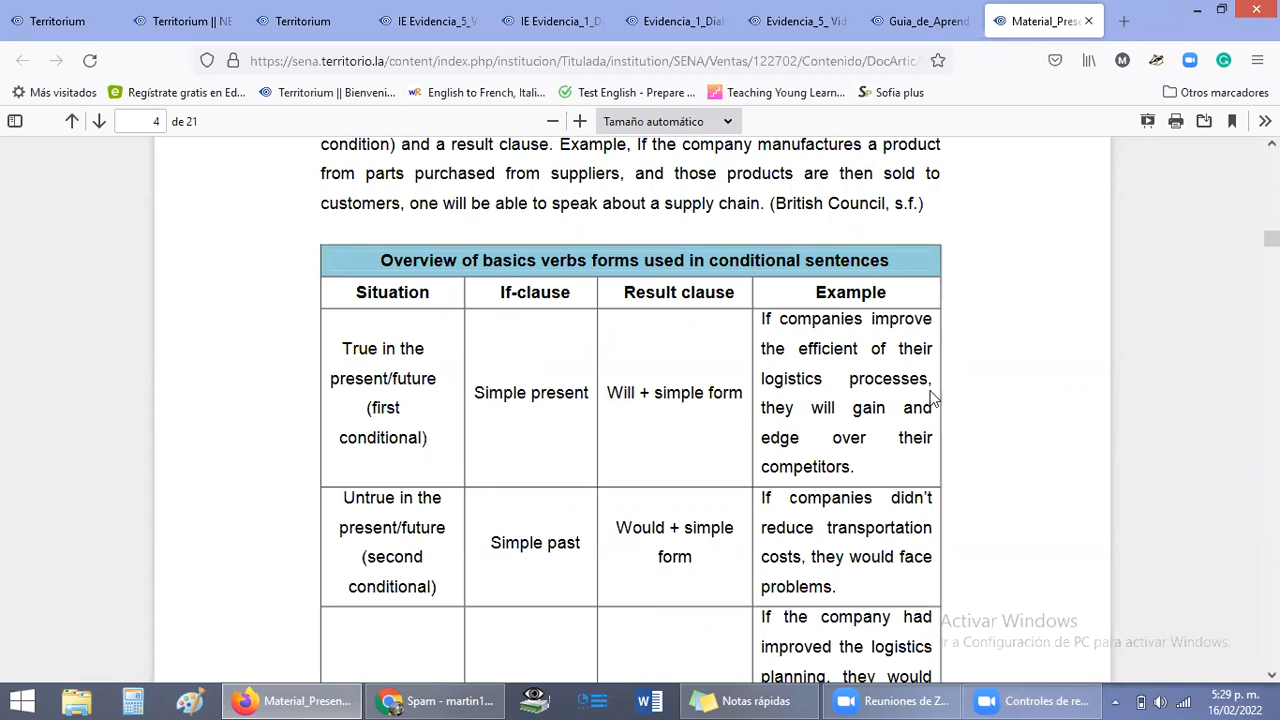 Territorium
Territorium || NE
Territorium
IE Evidencia_5_V
IE Evidencia_1_D
Evidencia_1_Dial
Evidencia_5_ Vid
Guia_de_Aprend
Material_Pres
https://sena.territorio.la/content/index.php/institucion/Titulada/institution/SENA/Ventas/122702/Contenido/DocArtic
Más visitados
Regístrate gratis en Ed...
Territorium || Bienveni...
English to French, Itali...
Test English - Prepare ...
Teaching Young Lear...
Sofia plus
Otros marcadores
4 de 21
Tamaño automático
condition) and a result clause. Example, If the company manufactures a product
from parts purchased from suppliers, and those products are then sold to
customers, one will be able to speak about a supply chain. (British Council, s.f.)
Overview of basics verbs forms used in conditional sentences
Situation If-clause Result clause Example
True in the
present/future
(first
conditional)
Simple present
Will + simple form
If companies improve
the efficient of their
logistics processes,
they will gain and
edge over their
competitors.
Untrue in the
present/future
(second
conditional)
Simple past
Would + simple
form
If companies didn't
reduce transportation
costs, they would face
problems.
If the company had
improved the logistics
planning, they would
Activar Windows
Ir a Configuración de PC para activar Windows.
Material_Presen...
Spam - martin1...
Notas rápidas
Reuniones de Z...
Controles de re...
5:29 p. m.
16/02/2022